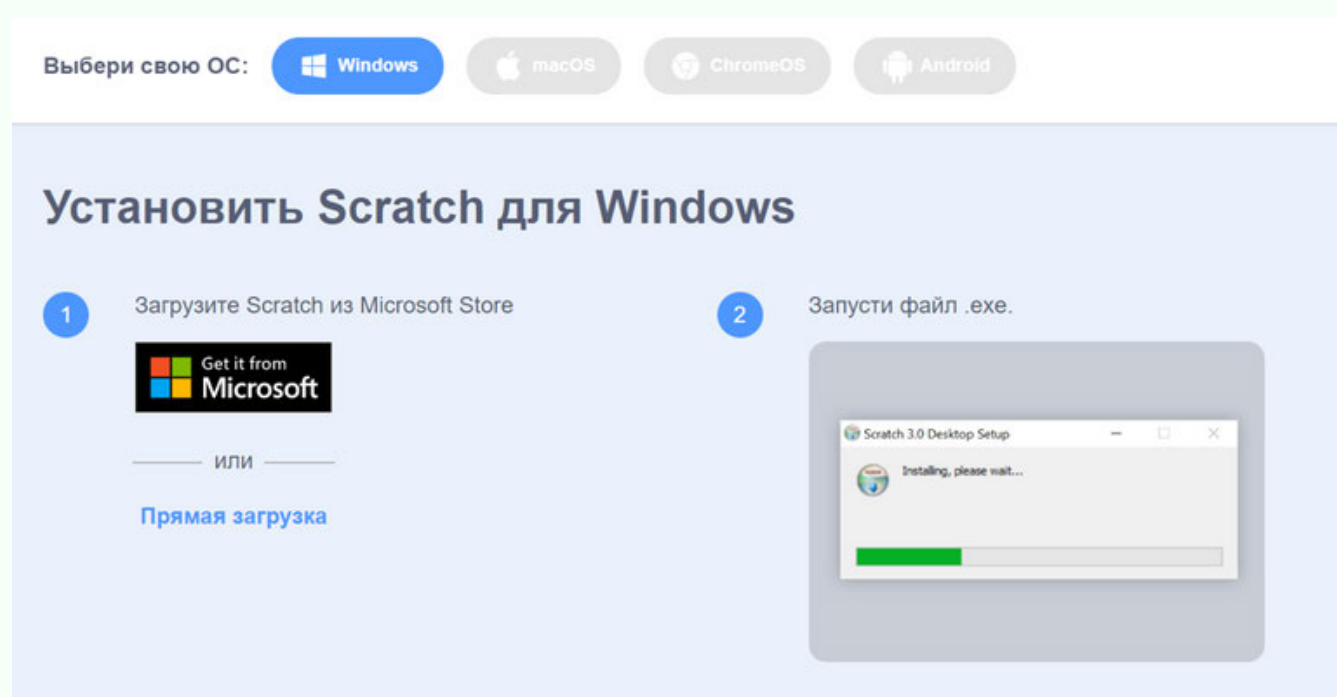 Выбери свою ОС:
Windows
macOS
ChromeOS
Android
Установить Scratch для Windows
1
Загрузите Scratch из Microsoft Store
Get it from
Microsoft
или
Прямая загрузка
2
Запусти файл .exe.
Scratch 3.0 Desktop Setup
Installing, please wait...